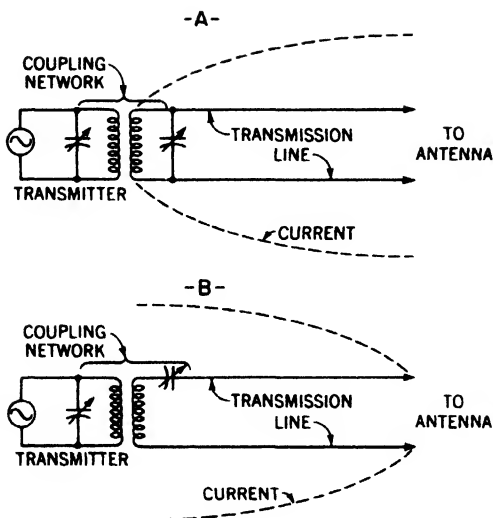 -A-
COUPLING
NETWORK
TRANSMISSION
LINE
TO
ANTENNA
TRANSMITTER
CURRENT
-B-
COUPLING
NETWORK
TRANSMISSION
LINE
TO
ANTENNA
TRANSMITTER
CURRENT